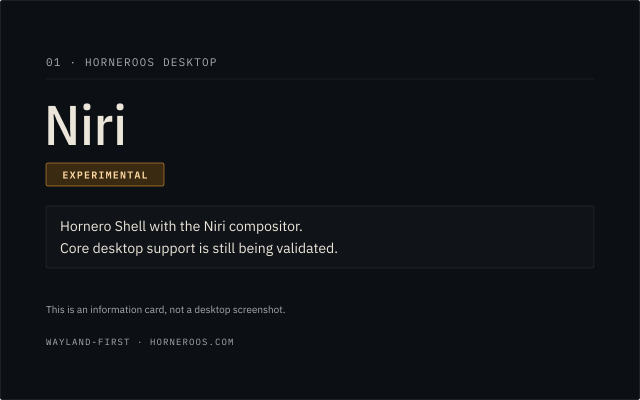 01 · HORNEROOS DESKTOP
Niri
EXPERIMENTAL
Hornero Shell with the Niri compositor.
Core desktop support is still being validated.
This is an information card, not a desktop screenshot.
WAYLAND-FIRST · HORNEROOS.COM